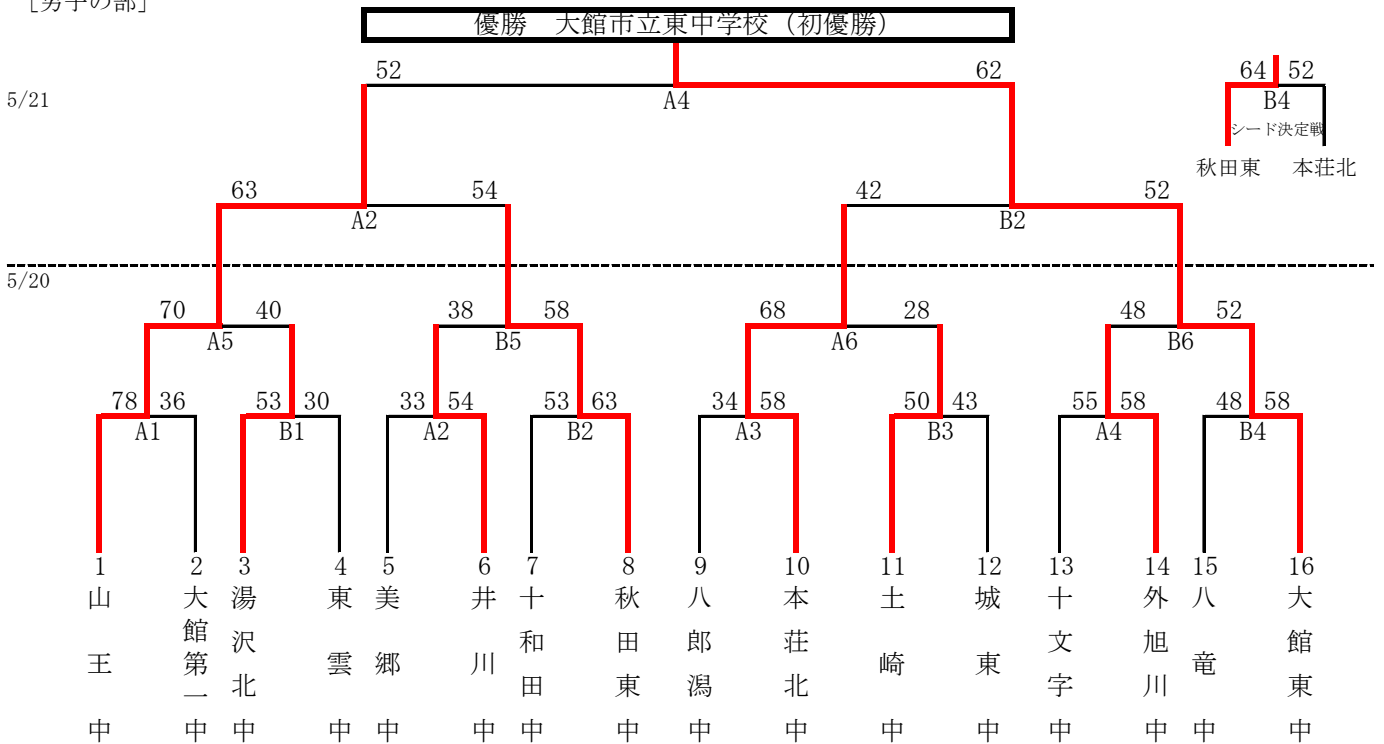 ［男子の部］
優勝　大館市立東中学校（初優勝）
52 62
A4
64 52
B4
シード決定戦
秋田東 本荘北
5/21
63 54
A2
42 52
B2
5/20
70 40
A5
38 58
B5
68 28
A6
48 52
B6
78 36
A1
53 30
B1
33 54
A2
53 63
B2
34 58
A3
50 43
B3
55 58
A4
48 58
B4
1 2 3 4 5 6 7 8 9 10 11 12 13 14 15 16
山王中
大館第一中
湯沢北中
東雲中
美郷中
井川中
十和田中
秋田東中
八郎潟中
本荘北中
土崎中
城東中
十文字中
外旭川中
八竜中
大館東中